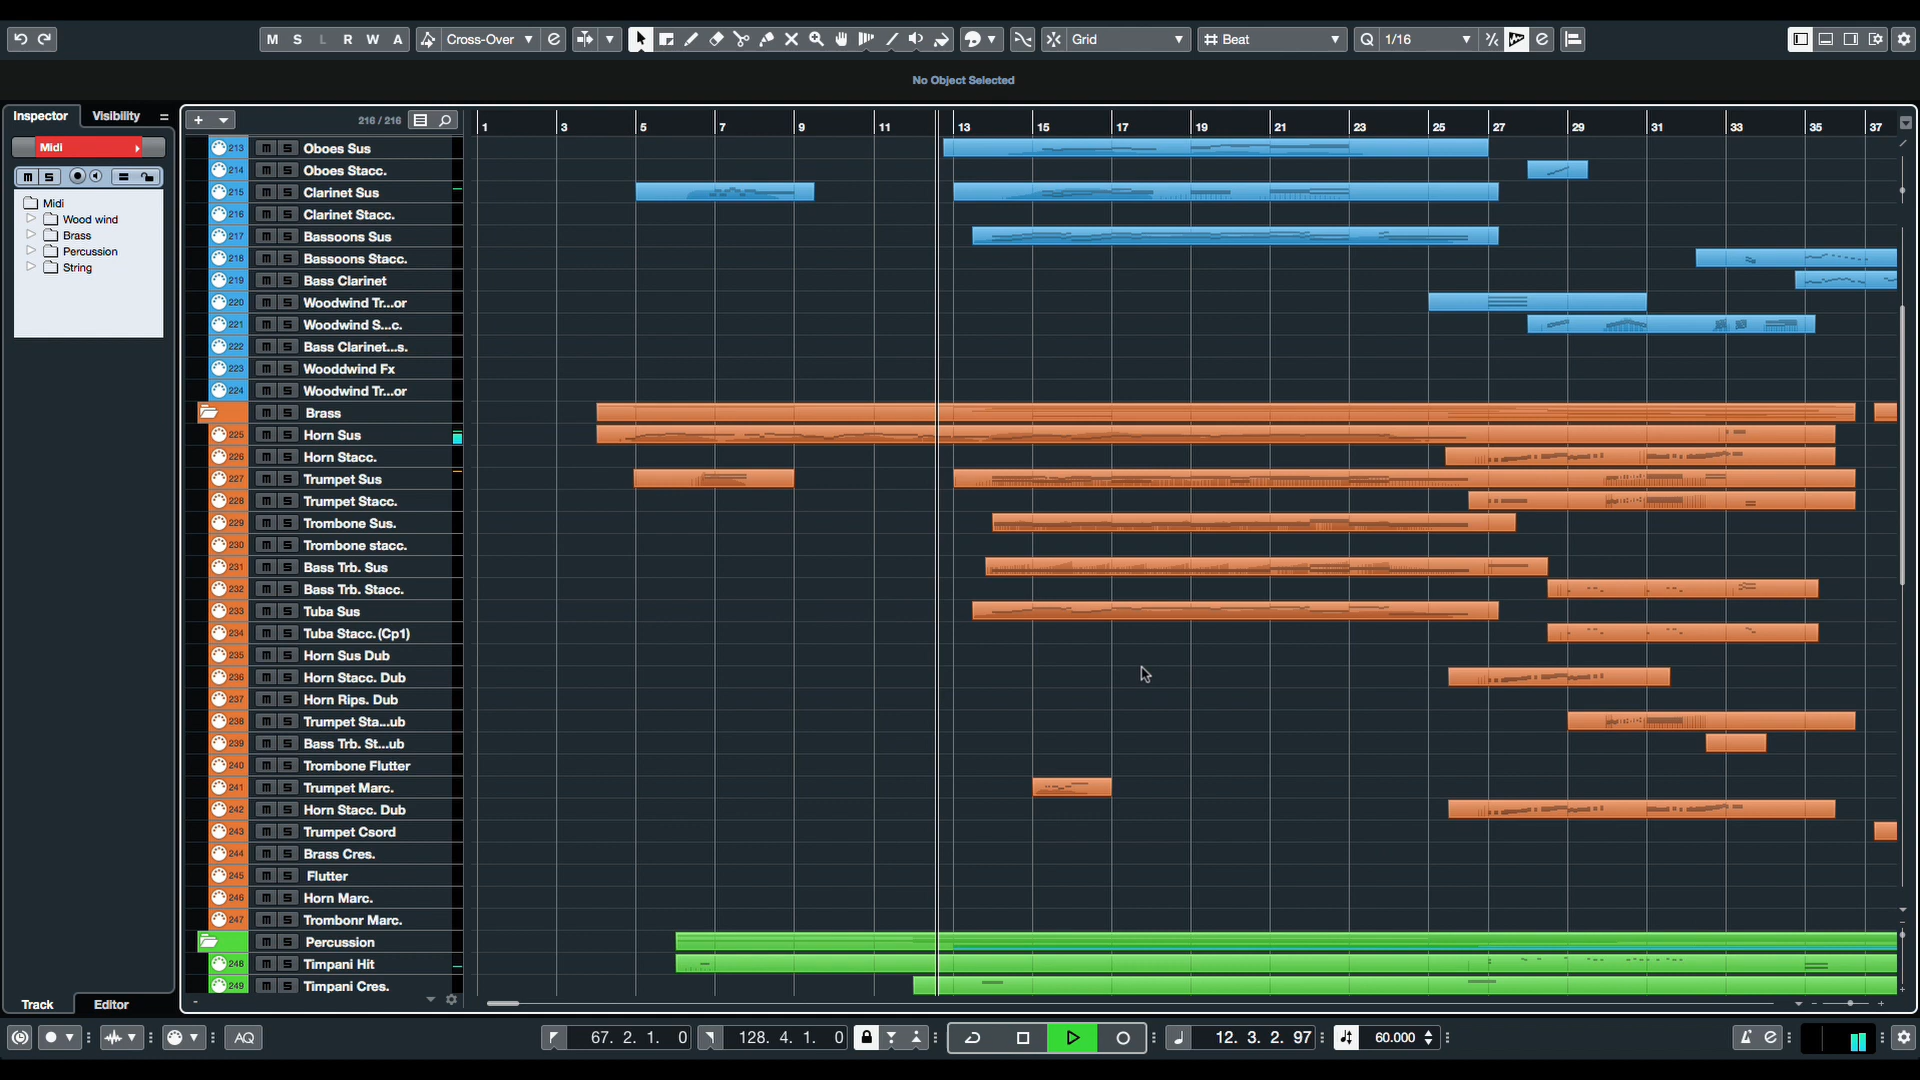 M S L R W A Cross-Over Grid Beat Q 1/16
No Object Selected
Inspector Visibility
216 / 216
1 3 5 7 9 11 13 15 17 19 21 23 25 27 29 31 33 35 37
Midi
m S
Midi
Wood wind
Brass
Percussion
String
213 m S Oboes Sus
214 m S Oboes Stacc.
215 m S Clarinet Sus
216 m S Clarinet Stacc.
217 m S Bassoons Sus
218 m S Bassoons Stacc.
219 m S Bass Clarinet
220 m S Woodwind Tr...or
221 m S Woodwind S...c.
222 m S Bass Clarinet...s.
223 m S Wooddwind Fx
224 m S Woodwind Tr...or
m S Brass
225 m S Horn Sus
226 m S Horn Stacc.
227 m S Trumpet Sus
228 m S Trumpet Stacc.
229 m S Trombone Sus.
230 m S Trombone stacc.
231 m S Bass Trb. Sus
232 m S Bass Trb. Stacc.
233 m S Tuba Sus
234 m S Tuba Stacc.(Cp1)
235 m S Horn Sus Dub
236 m S Horn Stacc. Dub
237 m S Horn Rips. Dub
238 m S Trumpet Sta...ub
239 m S Bass Trb. St...ub
240 m S Trombone Flutter
241 m S Trumpet Marc.
242 m S Horn Stacc. Dub
243 m S Trumpet Csord
244 m S Brass Cres.
245 m S Flutter
246 m S Horn Marc.
247 m S Trombonr Marc.
m S Percussion
248 m S Timpani Hit
249 m S Timpani Cres.
Track Editor
AQ 67. 2. 1. 0 128. 4. 1. 0 12. 3. 2. 97 60.000